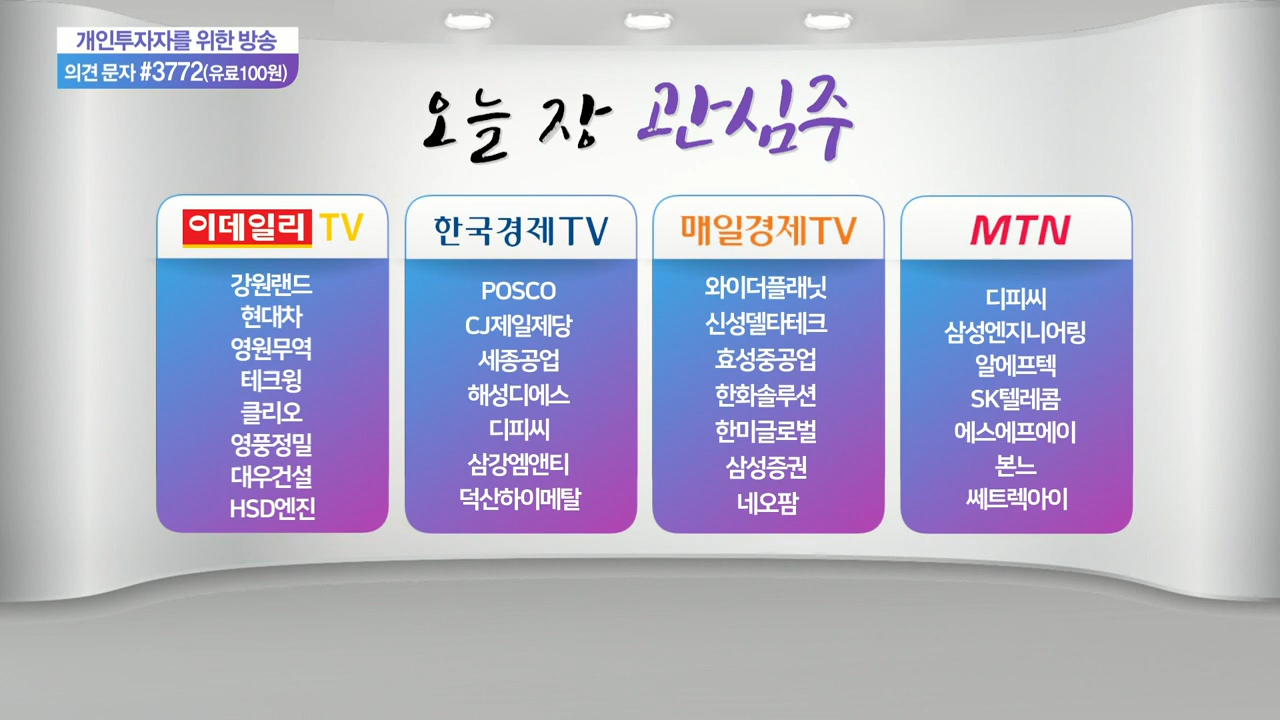 개인투자자를 위한 방송
의견 문자 #3772(유료100원)
오늘 장 관심주
이데일리 TV
강원랜드
현대차
영원무역
테크윙
클리오
영풍정밀
대우건설
HSD엔진
한국경제TV
POSCO
CJ제일제당
세종공업
해성디에스
디피씨
삼강엠앤티
덕산하이메탈
매일경제TV
와이더플래닛
신성델타테크
효성중공업
한화솔루션
한미글로벌
삼성증권
네오팜
MTN
디피씨
삼성엔지니어링
알에프텍
SK텔레콤
에스에프에이
본느
쎄트렉아이